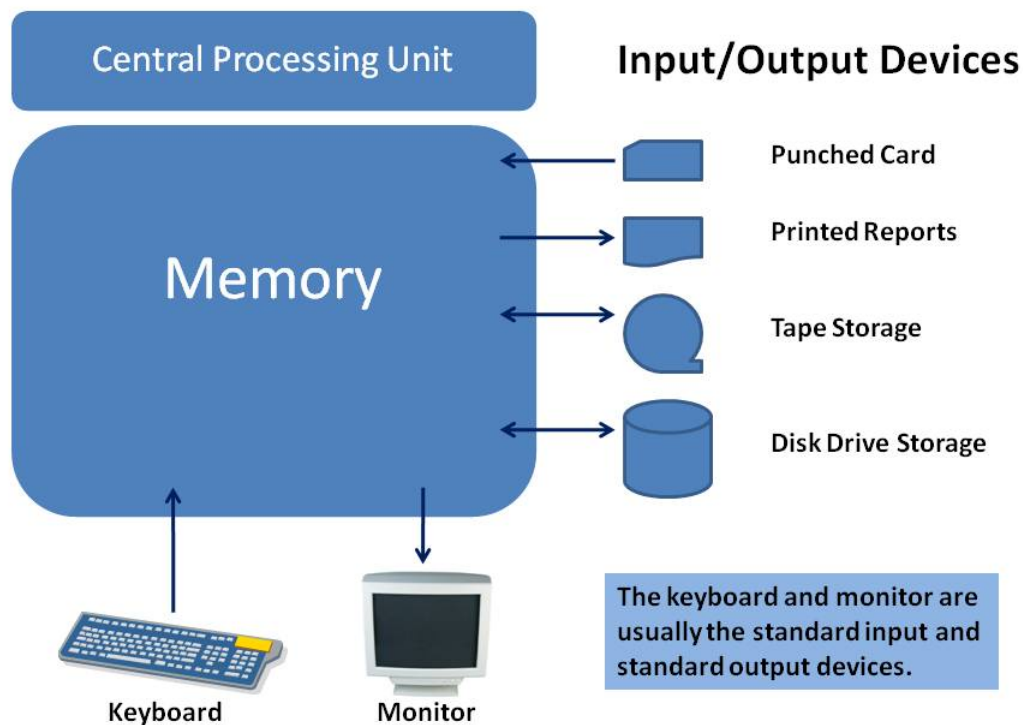 Central Processing Unit
Input/Output Devices
Memory
Punched Card
Printed Reports
Tape Storage
Disk Drive Storage
The keyboard and monitor are
usually the standard input and
standard output devices.
Keyboard
Monitor